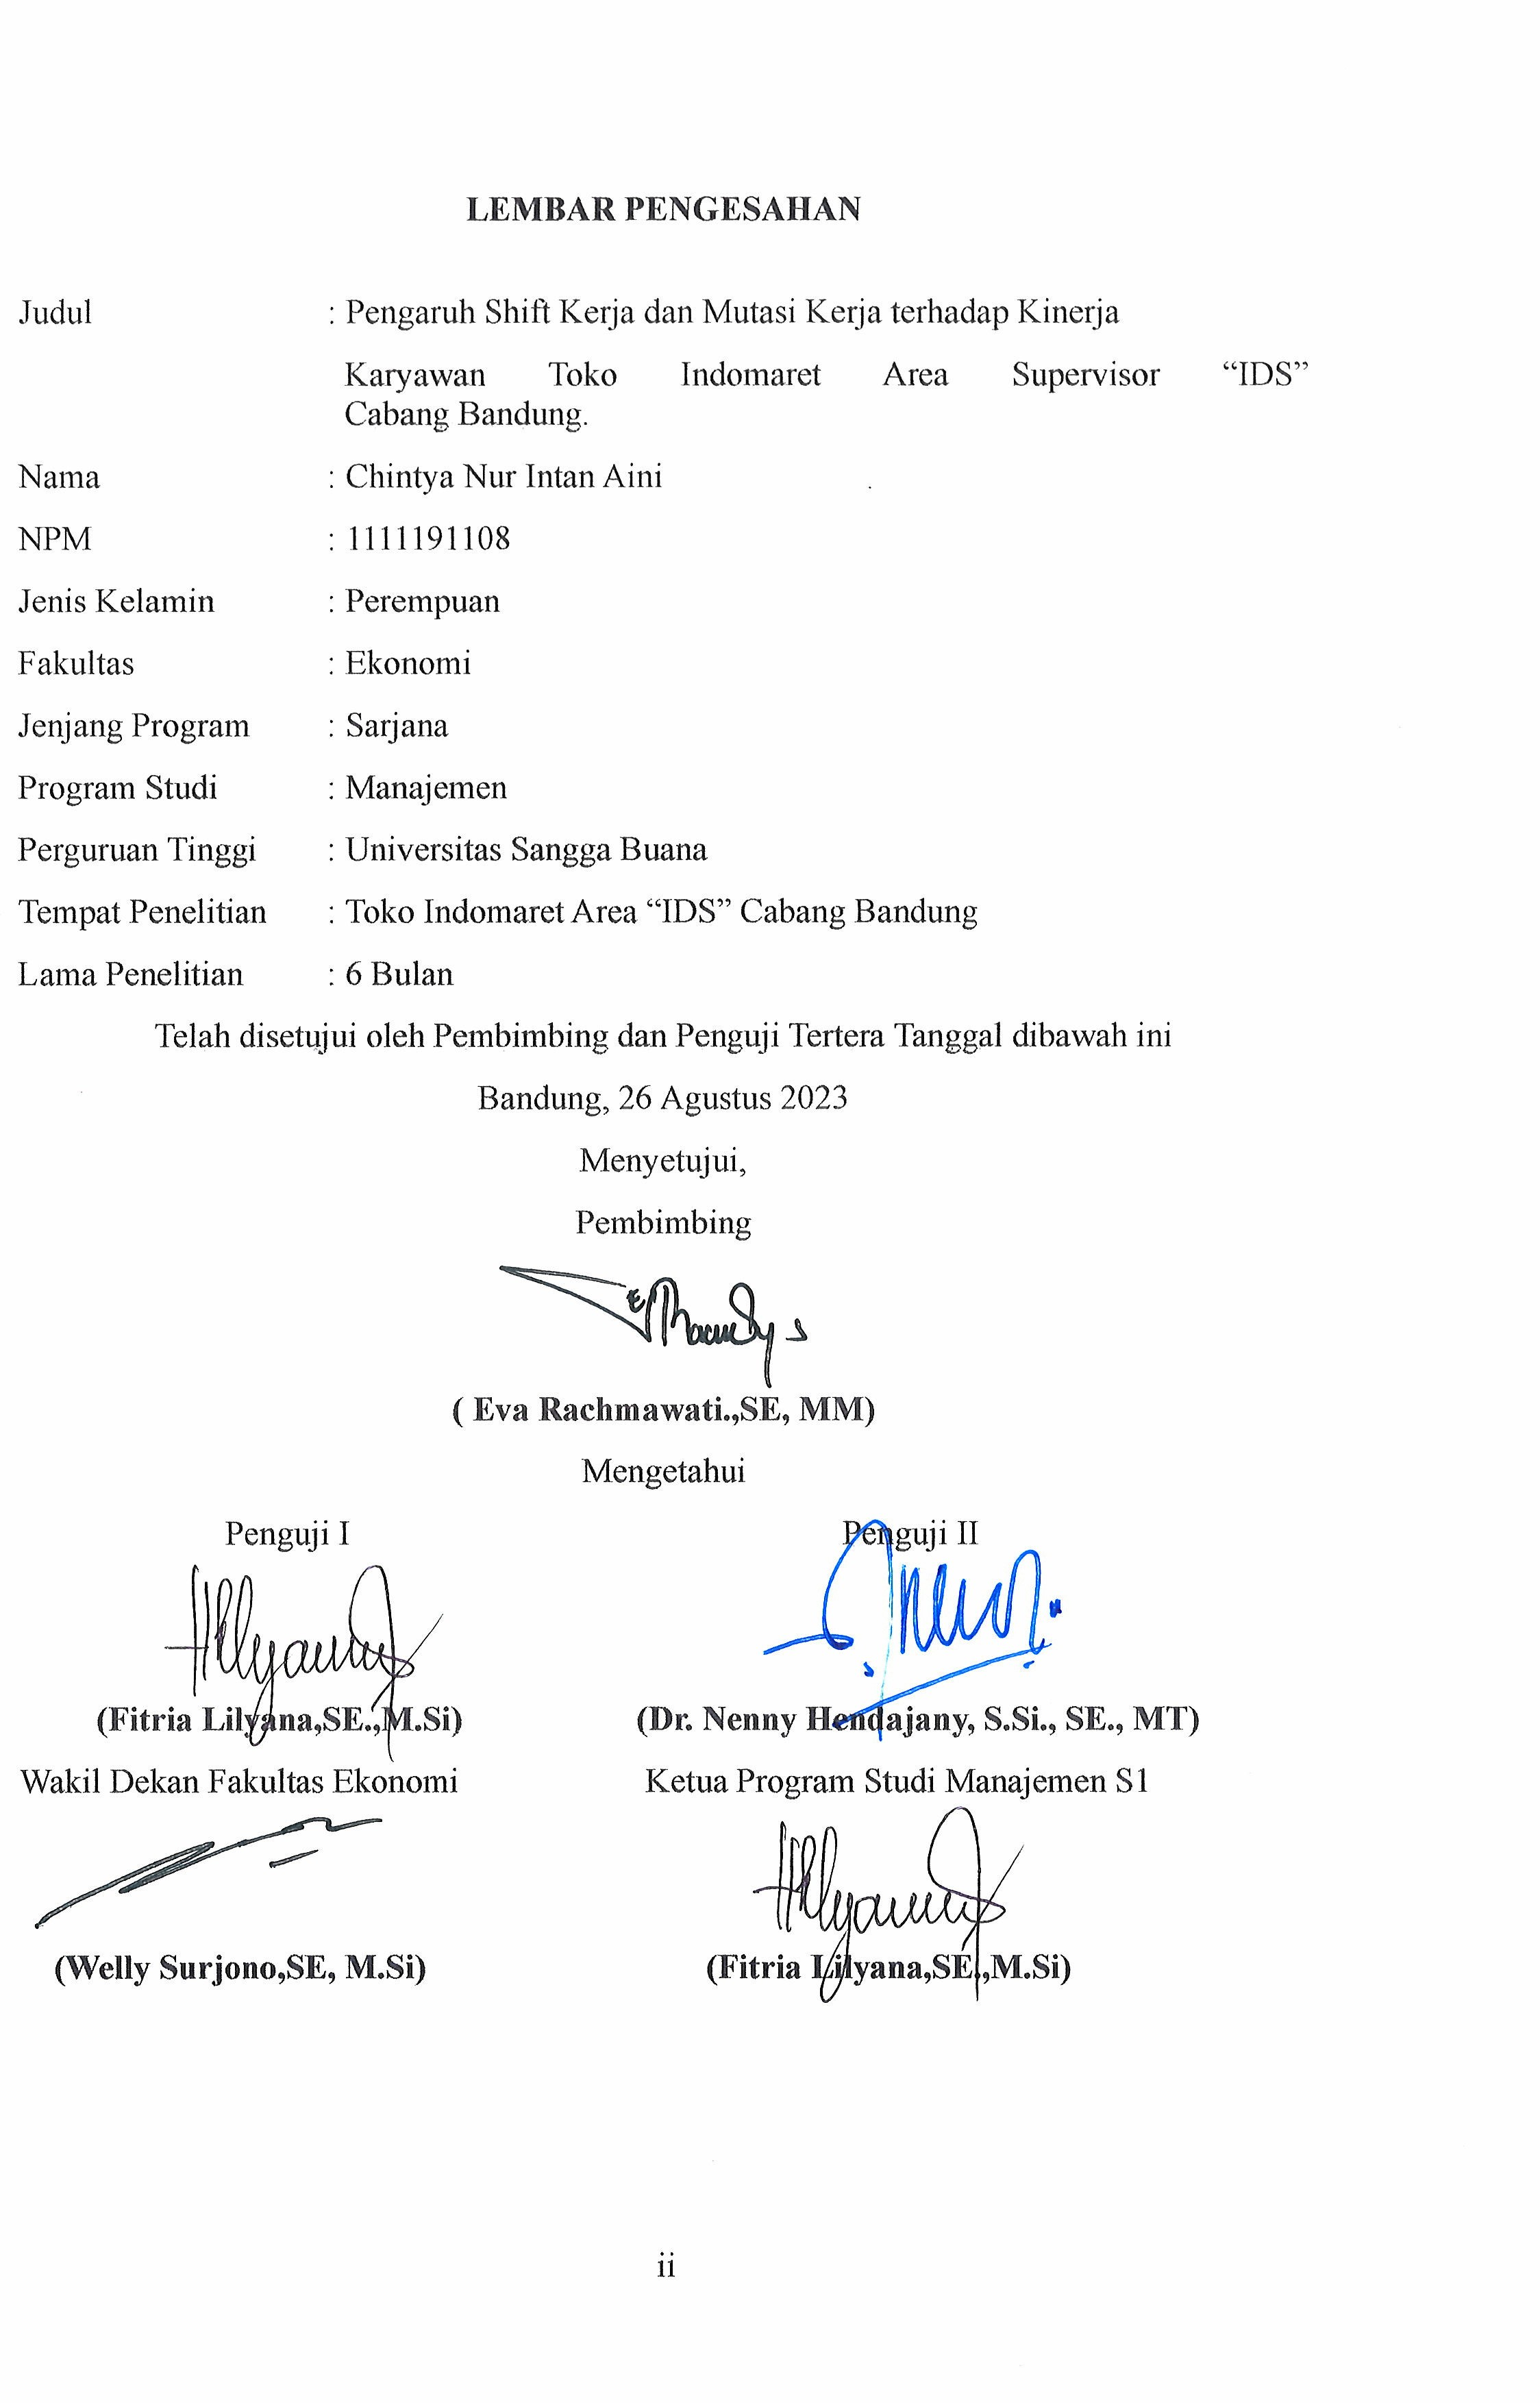 LEMBAR PENGESAHAN
Judul : Pengaruh Shift Kerja dan Mutasi Kerja terhadap Kinerja
Karyawan Toko Indomaret Area Supervisor “IDS”
Cabang Bandung.
Nama : Chintya Nur Intan Aini
NPM : 1111191108
Jenis Kelamin : Perempuan
Fakultas : Ekonomi
Jenjang Program : Sarjana
Program Studi : Manajemen
Perguruan Tinggi : Universitas Sangga Buana
Tempat Penelitian : Toko Indomaret Area “IDS” Cabang Bandung
Lama Penelitian : 6 Bulan
Telah disetujui oleh Pembimbing dan Penguji Tertera Tanggal dibawah ini
Bandung, 26 Agustus 2023
Menyetujui,
Pembimbing
( Eva Rachmawati.,SE, MM)
Mengetahui
Penguji I Penguji II
(Fitria Lilyana,SE.,M.Si) (Dr. Nenny Hendajany, S.Si., SE., MT)
Wakil Dekan Fakultas Ekonomi Ketua Program Studi Manajemen S1
(Welly Surjono,SE, M.Si) (Fitria Lilyana,SE.,M.Si)
ii